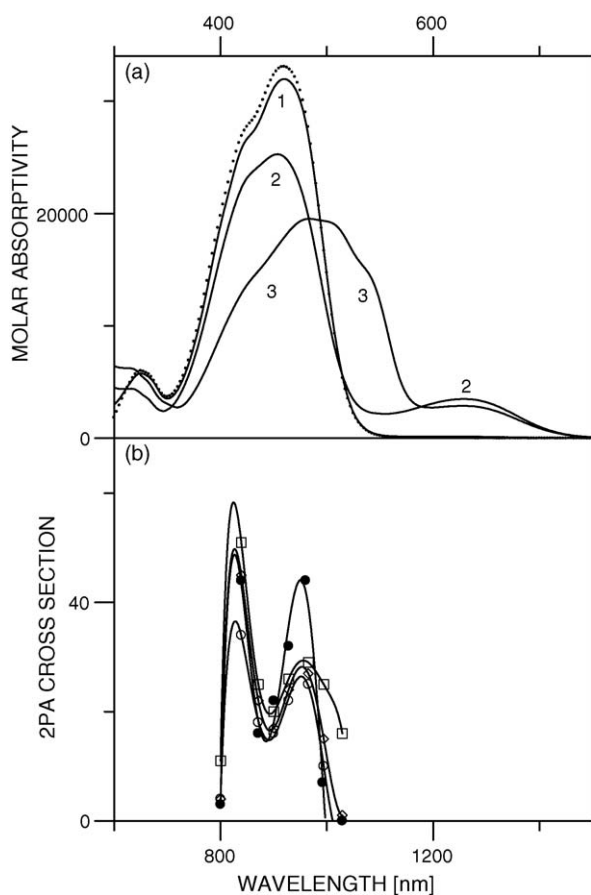 400 600
(a)
1
2
20000
3 3
2
0
MOLAR ABSORPTIVITY
(b)
40
0
2PA CROSS SECTION
800 1200
WAVELENGTH [nm]